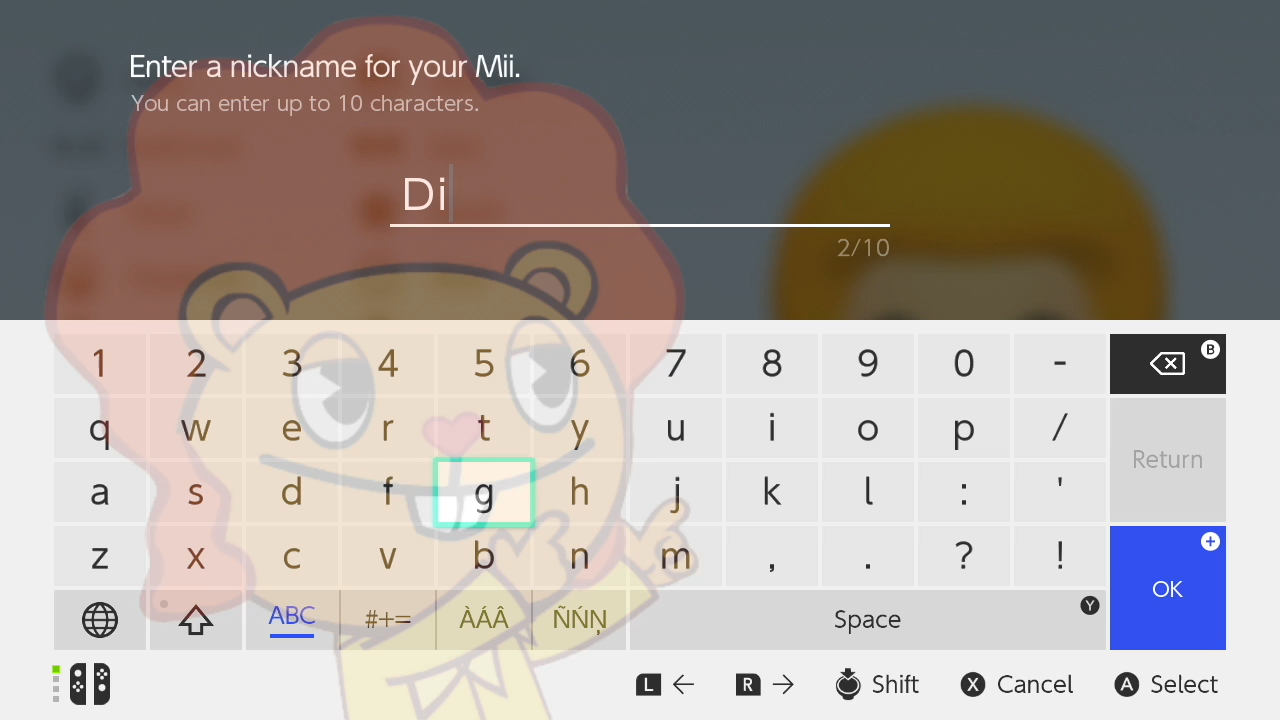 Enter a nickname for your Mii.
You can enter up to 10 characters.
Di
2/10
1 2 3 4 5 6 7 8 9 0 - B
q w e r t y u i o p /
Return
a s d f g h j k l : '
z x c v b n m , . ? ! +
OK
ABC #+= ÀÁÂ ÑŃŅ Space Y
L ← R → Shift X Cancel A Select